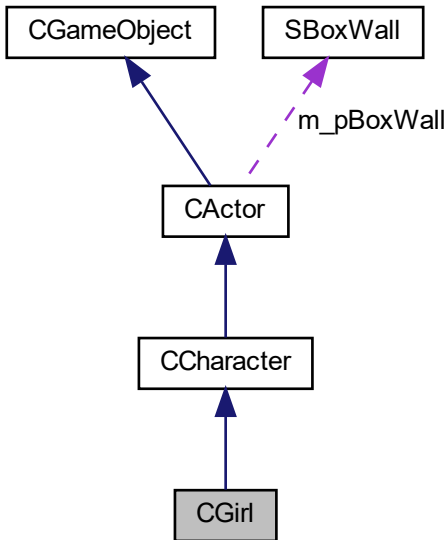 CGameObject
SBoxWall
m_pBoxWall
CActor
CCharacter
CGirl